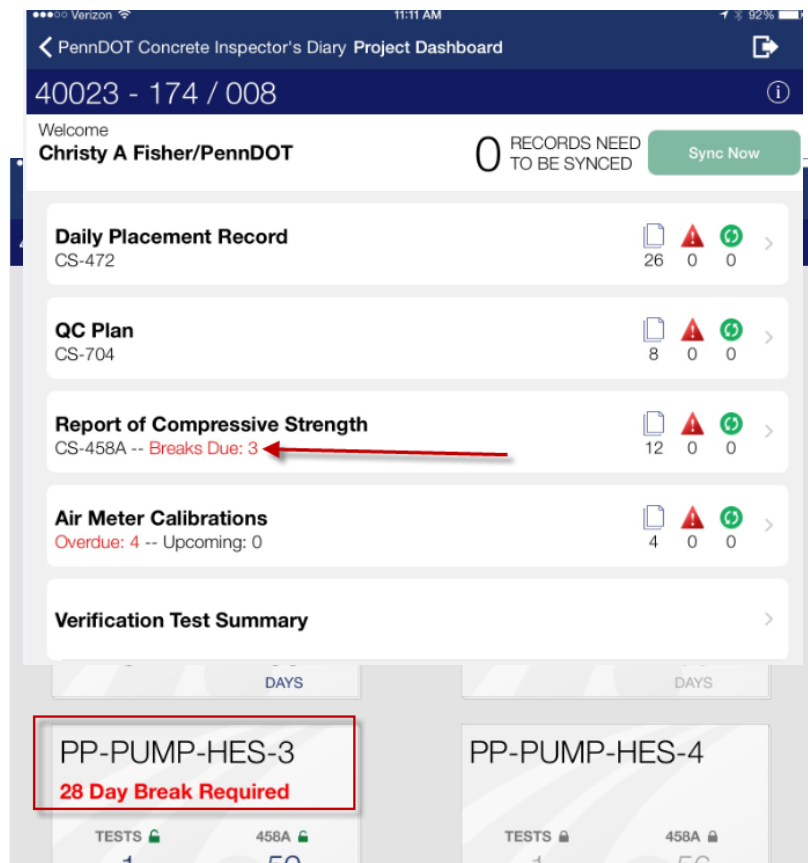 Verizon 11:11 AM 92%
PennDOT Concrete Inspector's Diary Project Dashboard
40023 - 174 / 008
Welcome
Christy A Fisher/PennDOT
0 RECORDS NEED TO BE SYNCED
Sync Now
Daily Placement Record
CS-472
26 0 0
QC Plan
CS-704
8 0 0
Report of Compressive Strength
CS-458A -- Breaks Due: 3
12 0 0
Air Meter Calibrations
Overdue: 4 -- Upcoming: 0
4 0 0
Verification Test Summary
DAYS DAYS
PP-PUMP-HES-3
28 Day Break Required
TESTS 458A
PP-PUMP-HES-4
TESTS 458A